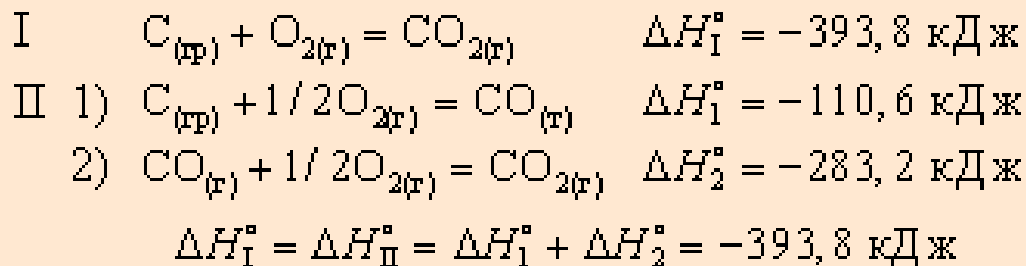 I C(гр) + O2(г) = CO2(г) ΔH°I = −393,8 кДж
II 1) C(гр) +1/2O2(г) = CO(г) ΔH°1 = −110,6 кДж
2) CO(г) + 1/2O2(г) = CO2(г) ΔH°2 = −283,2 кДж
ΔH°I = ΔH°II = ΔH°1 + ΔH°2 = −393,8 кДж